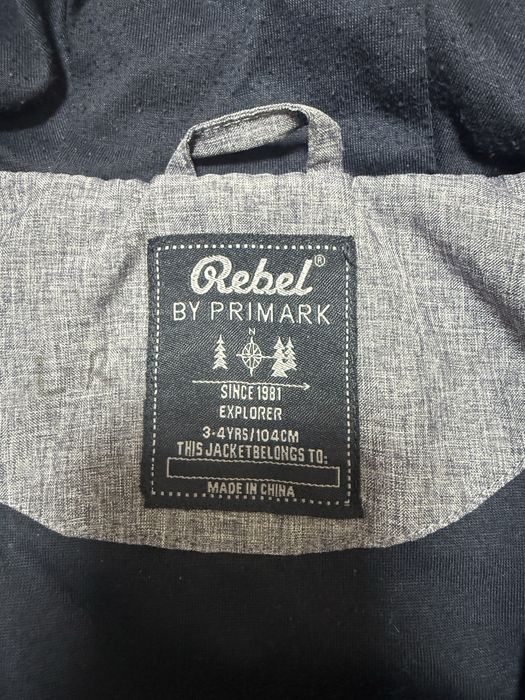 Rebel®
BY PRIMARK
N
SINCE 1981
EXPLORER
3-4YRS/104CM
THIS JACKETBELONGS TO:
MADE IN CHINA